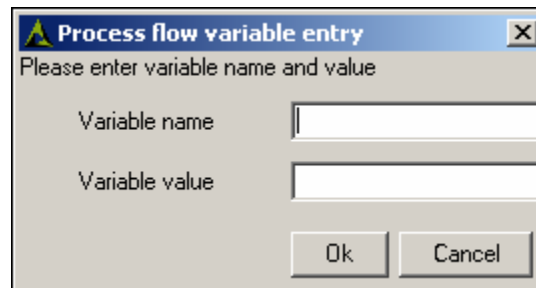 Process flow variable entry
Please enter variable name and value
Variable name
Variable value
Ok Cancel